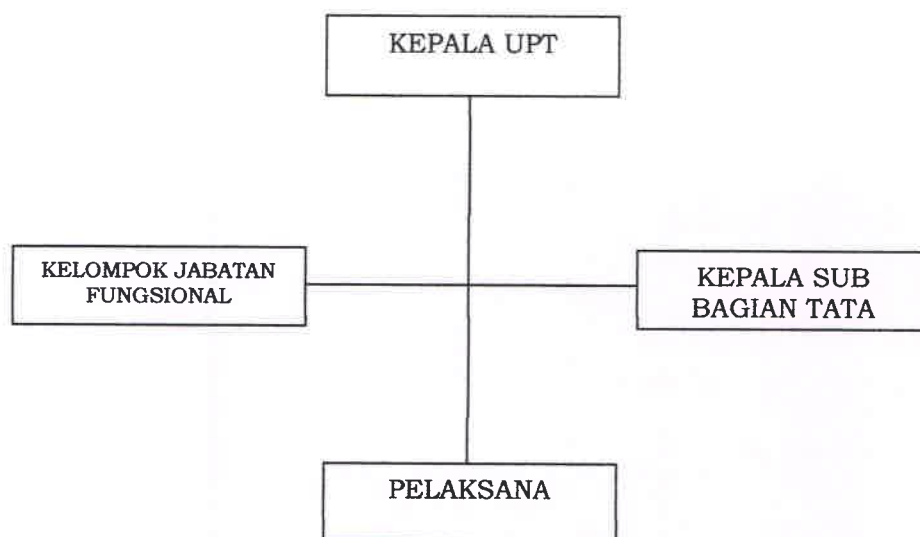 KEPALA UPT
KELOMPOK JABATAN
FUNGSIONAL
KEPALA SUB
BAGIAN TATA
PELAKSANA